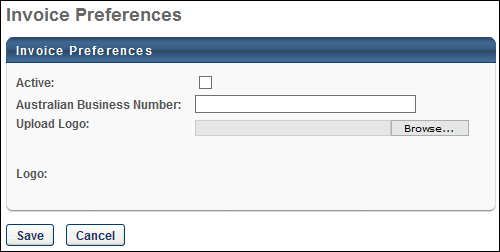 Invoice Preferences
Invoice Preferences
Active:
Australian Business Number:
Upload Logo:
Browse...
Logo:
Save
Cancel